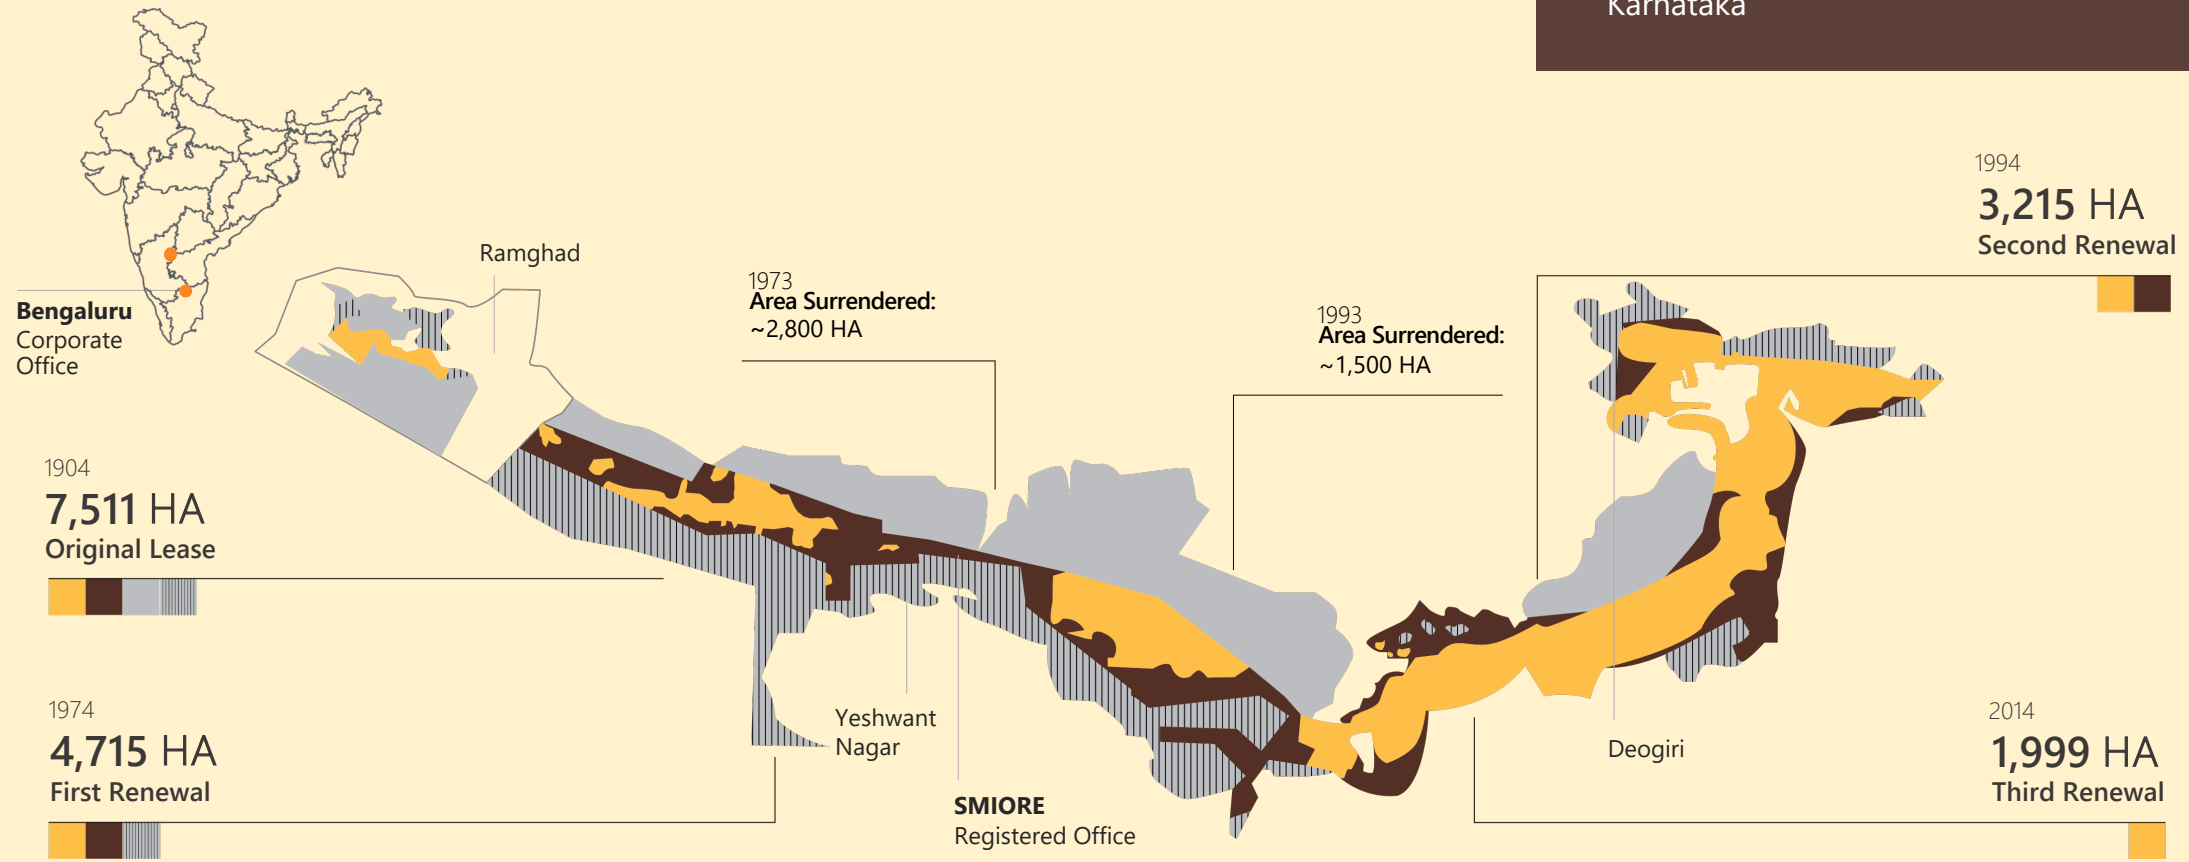 Karnataka
1994
3,215 HA
Second Renewal
Ramghad
1973
Area Surrendered:
~2,800 HA
1993
Area Surrendered:
~1,500 HA
Bengaluru
Corporate
Office
1904
7,511 HA
Original Lease
1974
4,715 HA
First Renewal
Yeshwant
Nagar
SMIORE
Registered Office
Deogiri
2014
1,999 HA
Third Renewal